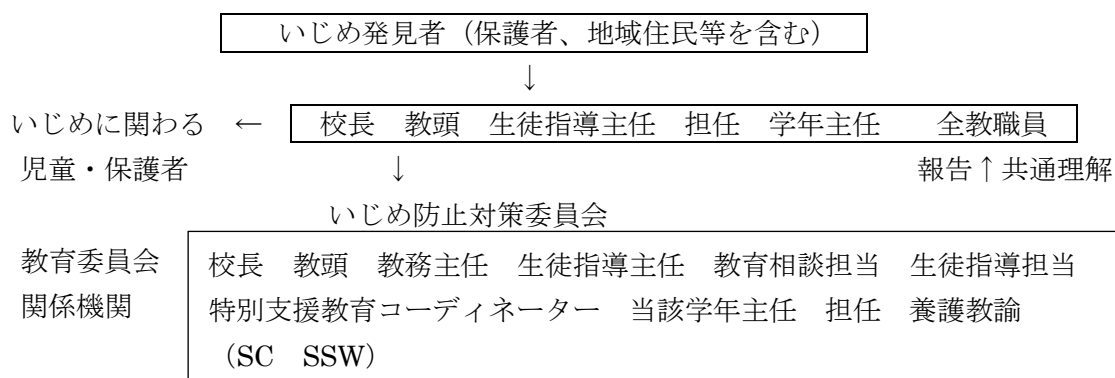 いじめ発見者（保護者、地域住民等を含む）
↓
いじめに関わる ← 校長 教頭 生徒指導主任 担任 学年主任 全教職員
児童・保護者 ↓ 報告↑共通理解
いじめ防止対策委員会
教育委員会 校長 教頭 教務主任 生徒指導主任 教育相談担当 生徒指導担当
関係機関 特別支援教育コーディネーター 当該学年主任 担任 養護教諭
（SC SSW）